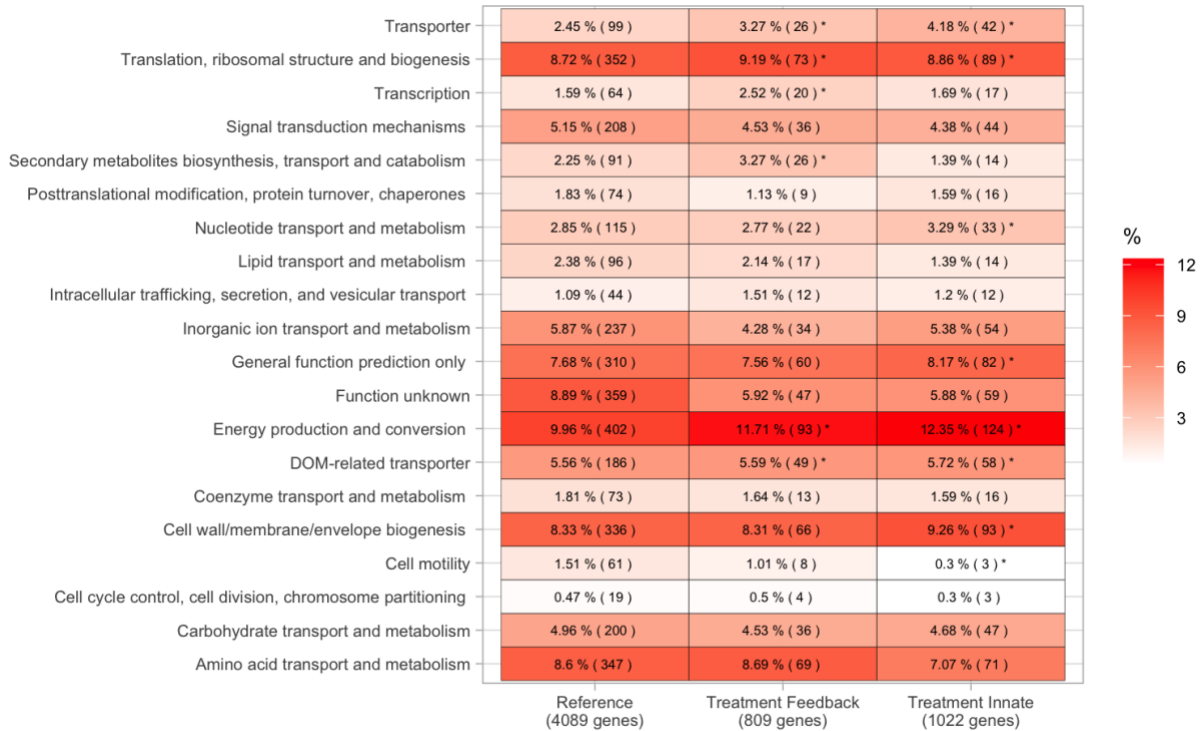 Transporter 2.45 % ( 99 ) 3.27 % ( 26 ) * 4.18 % ( 42 ) *
Translation, ribosomal structure and biogenesis 8.72 % ( 352 ) 9.19 % ( 73 ) * 8.86 % ( 89 ) *
Transcription 1.59 % ( 64 ) 2.52 % ( 20 ) * 1.69 % ( 17 )
Signal transduction mechanisms 5.15 % ( 208 ) 4.53 % ( 36 ) 4.38 % ( 44 )
Secondary metabolites biosynthesis, transport and catabolism 2.25 % ( 91 ) 3.27 % ( 26 ) * 1.39 % ( 14 )
Posttranslational modification, protein turnover, chaperones 1.83 % ( 74 ) 1.13 % ( 9 ) 1.59 % ( 16 )
Nucleotide transport and metabolism 2.85 % ( 115 ) 2.77 % ( 22 ) 3.29 % ( 33 ) *
Lipid transport and metabolism 2.38 % ( 96 ) 2.14 % ( 17 ) 1.39 % ( 14 )
Intracellular trafficking, secretion, and vesicular transport 1.09 % ( 44 ) 1.51 % ( 12 ) 1.2 % ( 12 )
Inorganic ion transport and metabolism 5.87 % ( 237 ) 4.28 % ( 34 ) 5.38 % ( 54 )
General function prediction only 7.68 % ( 310 ) 7.56 % ( 60 ) 8.17 % ( 82 ) *
Function unknown 8.89 % ( 359 ) 5.92 % ( 47 ) 5.88 % ( 59 )
Energy production and conversion 9.96 % ( 402 ) 11.71 % ( 93 ) * 12.35 % ( 124 ) *
DOM-related transporter 5.56 % ( 186 ) 5.59 % ( 49 ) * 5.72 % ( 58 ) *
Coenzyme transport and metabolism 1.81 % ( 73 ) 1.64 % ( 13 ) 1.59 % ( 16 )
Cell wall/membrane/envelope biogenesis 8.33 % ( 336 ) 8.31 % ( 66 ) 9.26 % ( 93 ) *
Cell motility 1.51 % ( 61 ) 1.01 % ( 8 ) 0.3 % ( 3 ) *
Cell cycle control, cell division, chromosome partitioning 0.47 % ( 19 ) 0.5 % ( 4 ) 0.3 % ( 3 )
Carbohydrate transport and metabolism 4.96 % ( 200 ) 4.53 % ( 36 ) 4.68 % ( 47 )
Amino acid transport and metabolism 8.6 % ( 347 ) 8.69 % ( 69 ) 7.07 % ( 71 )
Reference Treatment Feedback Treatment Innate
(4089 genes) (809 genes) (1022 genes)
%
12
9
6
3